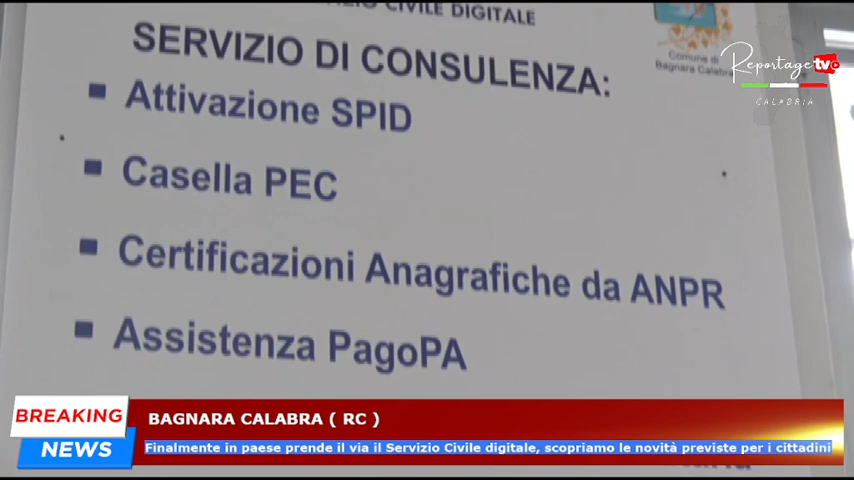 CIVILE DIGITALE
SERVIZIO DI CONSULENZA:
Comune di
Bagnara Calabra
Reportage tv
CALABRIA
▪ Attivazione SPID
▪ Casella PEC
▪ Certificazioni Anagrafiche da ANPR
▪ Assistenza PagoPA
BREAKING
NEWS
BAGNARA CALABRA ( RC )
Finalmente in paese prende il via il Servizio Civile digitale, scopriamo le novità previste per i cittadini